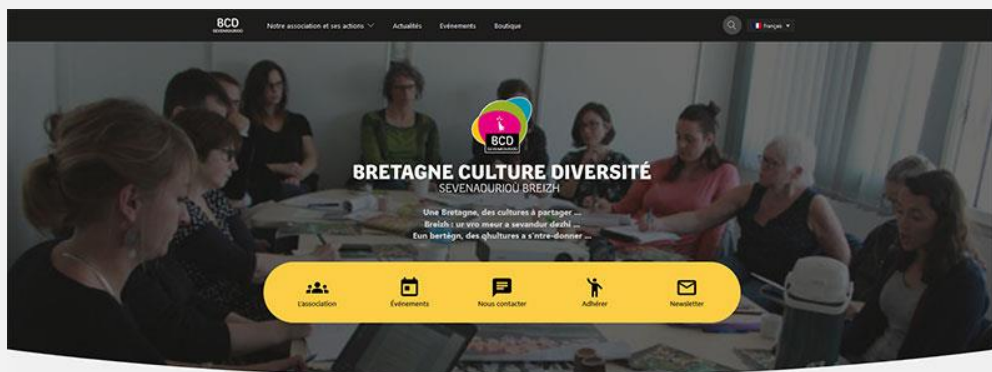 BCD
SEVENADURIOÙ
Notre association et ses actions
Actualités
Evénements
Boutique
français
BCD
SEVENADURIOÙ
BRETAGNE CULTURE DIVERSITÉ
SEVENADURIOÙ BREIZH
Une Bretagne, des cultures à partager ...
Breizh : ur vro meur a sevandur dezhi ...
Eun bertègn, des qhultures a s'ntre-donner ...
L'association
Événements
Nous contacter
Adhérer
Newsletter